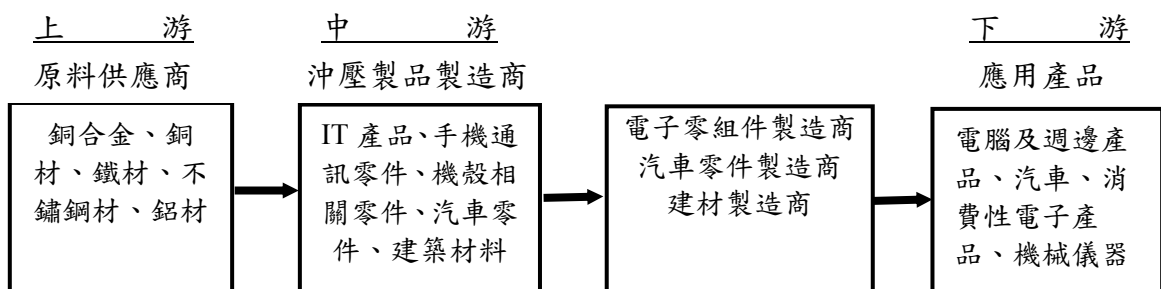 上游
原料供應商
銅合金、銅
材、鐵材、不
鏽鋼材、鋁材
中游
沖壓製品製造商
IT 產品、手機通
訊零件、機殼相
關零件、汽車零
件、建築材料
電子零組件製造商
汽車零件製造商
建材製造商
下游
應用產品
電腦及週邊產
品、汽車、消
費性電子產
品、機械儀器